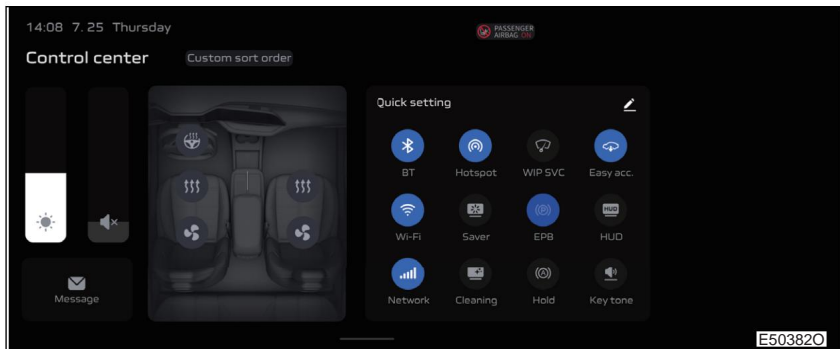 14:08 7. 25 Thursday
PASSENGER
AIRBAG ON
Control center
Custom sort order
Quick setting
BT
Hotspot
WIP SVC
Easy acc.
Wi-Fi
Saver
(P)
EPB
HUD
HUD
Network
Cleaning
(A)
Hold
Key tone
Message
E50382O